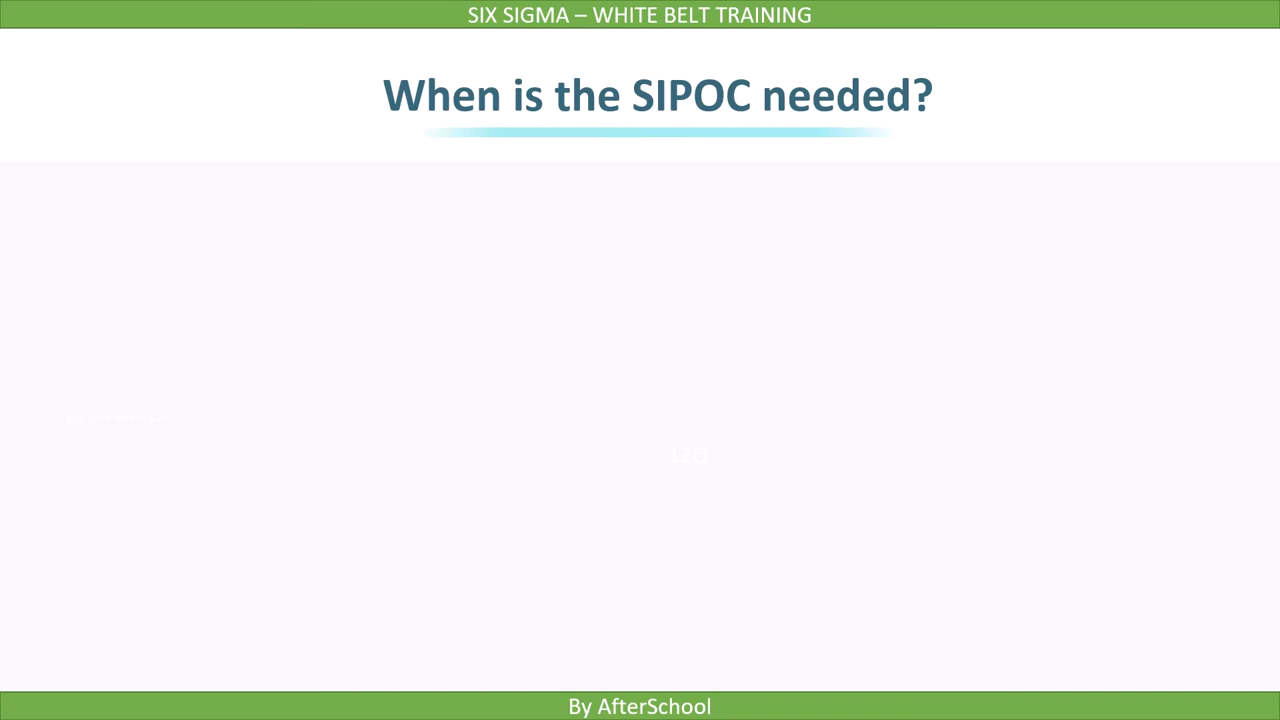 SIX SIGMA – WHITE BELT TRAINING
When is the SIPOC needed?
By AfterSchool